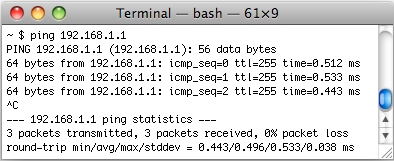 Terminal — bash — 61×9
~ $ ping 192.168.1.1
PING 192.168.1.1 (192.168.1.1): 56 data bytes
64 bytes from 192.168.1.1: icmp_seq=0 ttl=255 time=0.512 ms
64 bytes from 192.168.1.1: icmp_seq=1 ttl=255 time=0.533 ms
64 bytes from 192.168.1.1: icmp_seq=2 ttl=255 time=0.443 ms
^C
--- 192.168.1.1 ping statistics ---
3 packets transmitted, 3 packets received, 0% packet loss
round-trip min/avg/max/stddev = 0.443/0.496/0.533/0.038 ms